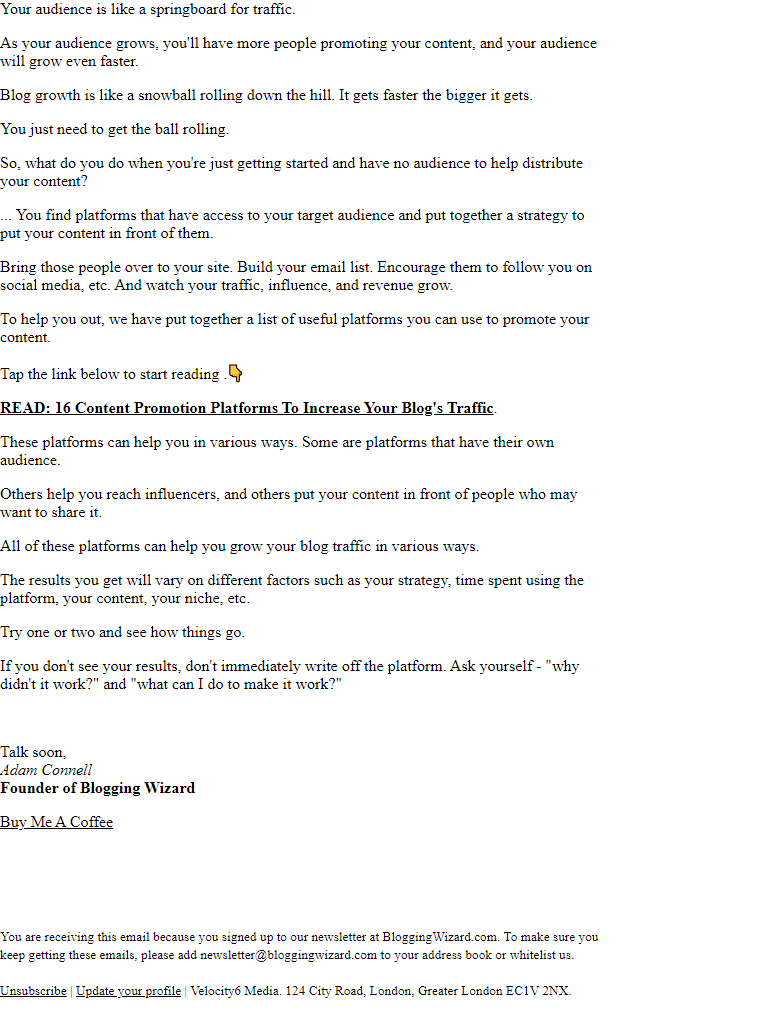 Your audience is like a springboard for traffic.
As your audience grows, you'll have more people promoting your content, and your audience
will grow even faster.
Blog growth is like a snowball rolling down the hill. It gets faster the bigger it gets.
You just need to get the ball rolling.
So, what do you do when you're just getting started and have no audience to help distribute
your content?
... You find platforms that have access to your target audience and put together a strategy to
put your content in front of them.
Bring those people over to your site. Build your email list. Encourage them to follow you on
social media, etc. And watch your traffic, influence, and revenue grow.
To help you out, we have put together a list of useful platforms you can use to promote your
content.
Tap the link below to start reading .👇
READ: 16 Content Promotion Platforms To Increase Your Blog's Traffic.
These platforms can help you in various ways. Some are platforms that have their own
audience.
Others help you reach influencers, and others put your content in front of people who may
want to share it.
All of these platforms can help you grow your blog traffic in various ways.
The results you get will vary on different factors such as your strategy, time spent using the
platform, your content, your niche, etc.
Try one or two and see how things go.
If you don't see your results, don't immediately write off the platform. Ask yourself - "why
didn't it work?" and "what can I do to make it work?"
Talk soon,
Adam Connell
Founder of Blogging Wizard
Buy Me A Coffee
You are receiving this email because you signed up to our newsletter at BloggingWizard.com. To make sure you
keep getting these emails, please add newsletter@bloggingwizard.com to your address book or whitelist us.
Unsubscribe | Update your profile | Velocity6 Media. 124 City Road, London, Greater London EC1V 2NX.